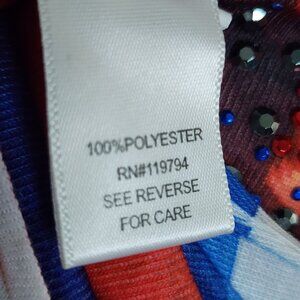 100%POLYESTER
RN#119794
SEE REVERSE
FOR CARE